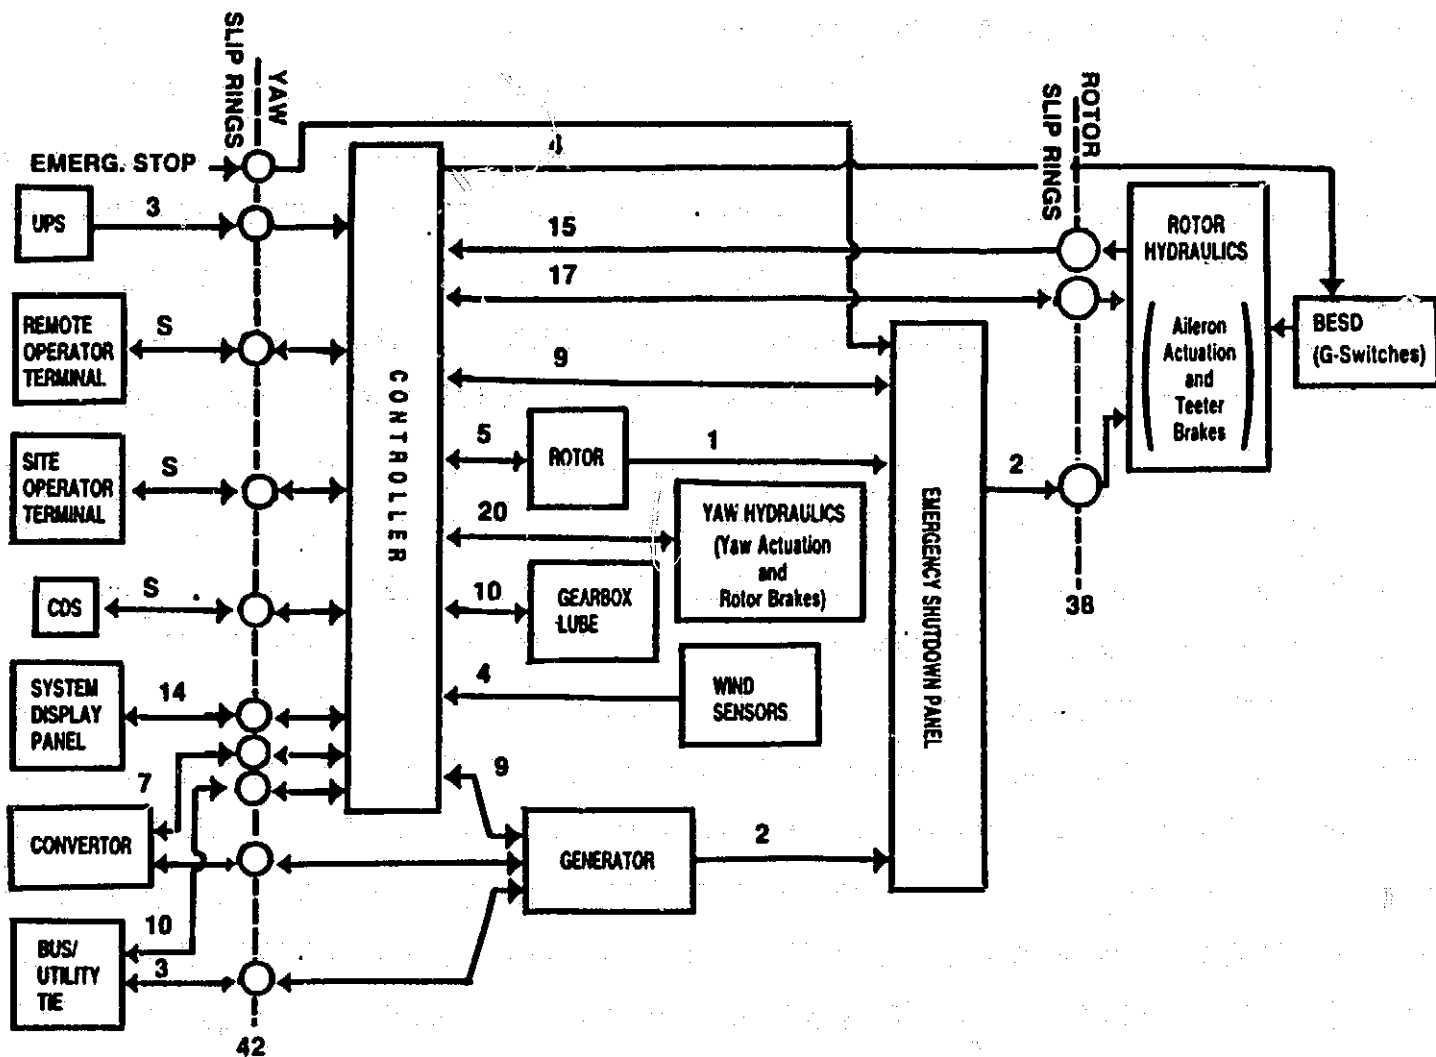 YAW
SLIP RINGS
ROTOR
SLIP RINGS
EMERG. STOP
4
UPS
3
15
ROTOR
HYDRAULICS
17
REMOTE
OPERATOR
TERMINAL
S
BESD
(G-Switches)
Aileron
Actuation
and
Teeter
Brakes
9
CONTROLLER
5
ROTOR
1
SITE
OPERATOR
TERMINAL
S
2
EMERGENCY SHUTDOWN PANEL
20
YAW HYDRAULICS
(Yaw Actuation
and
Rotor Brakes)
CDS
S
10
GEARBOX
LUBE
38
SYSTEM
DISPLAY
PANEL
14
4
WIND
SENSORS
7
9
CONVERTOR
GENERATOR
2
10
BUS/
UTILITY
TIE
3
42